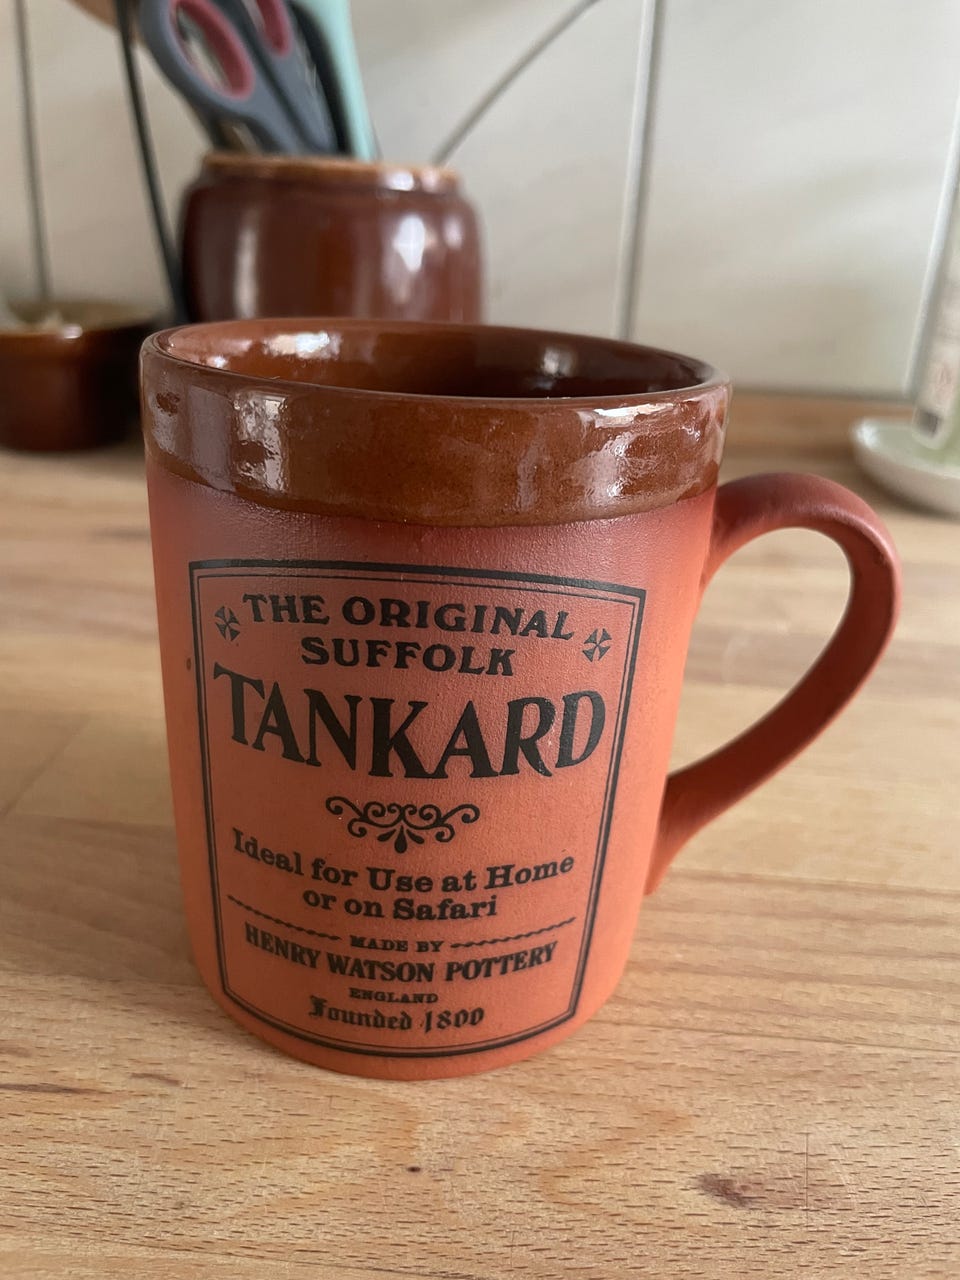 THE ORIGINAL
SUFFOLK
TANKARD
Ideal for Use at Home
or on Safari
MADE BY
HENRY WATSON POTTERY
ENGLAND
Founded 1800